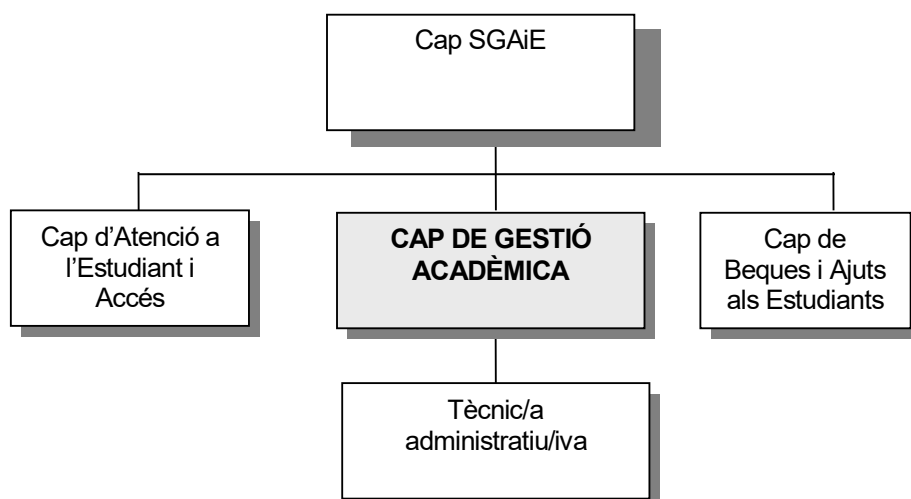 Cap SGAiE
Cap d’Atenció a
l’Estudiant i
Accés
CAP DE GESTIÓ
ACADÈMICA
Cap de
Beques i Ajuts
als Estudiants
Tècnic/a
administratiu/iva